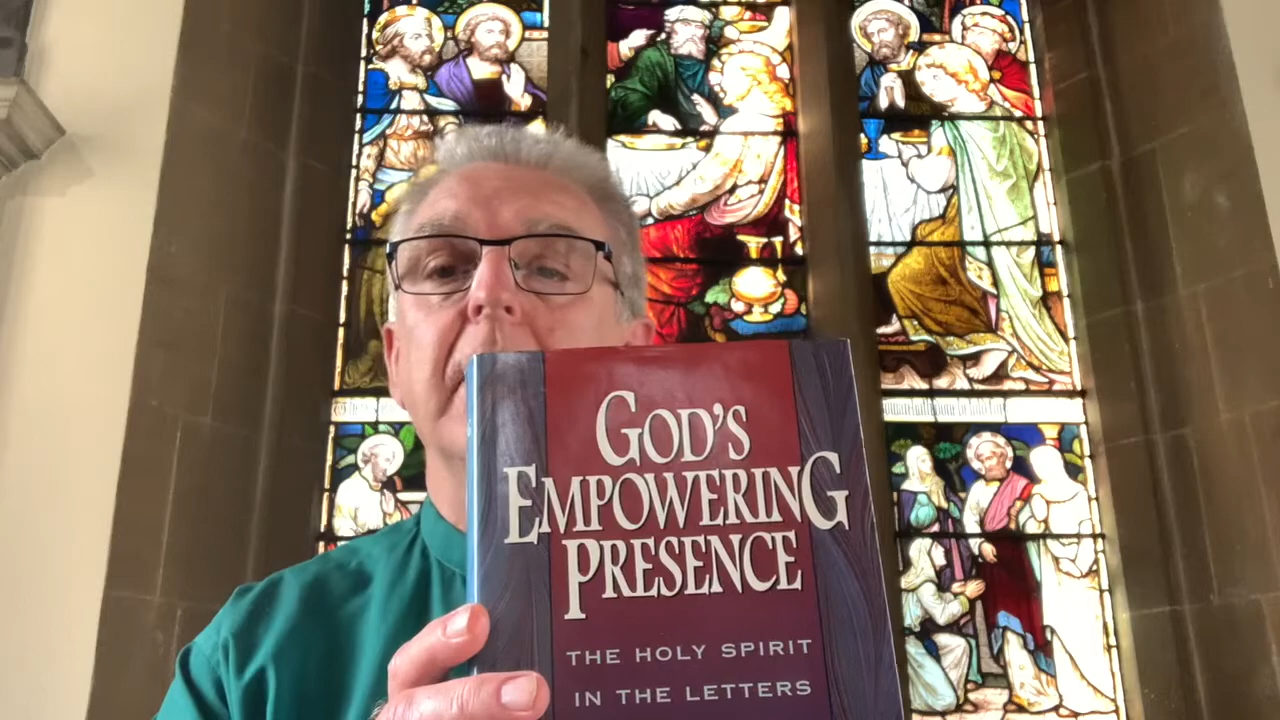 GOD'S
EMPOWERING
PRESENCE
THE HOLY SPIRIT
IN THE LETTERS